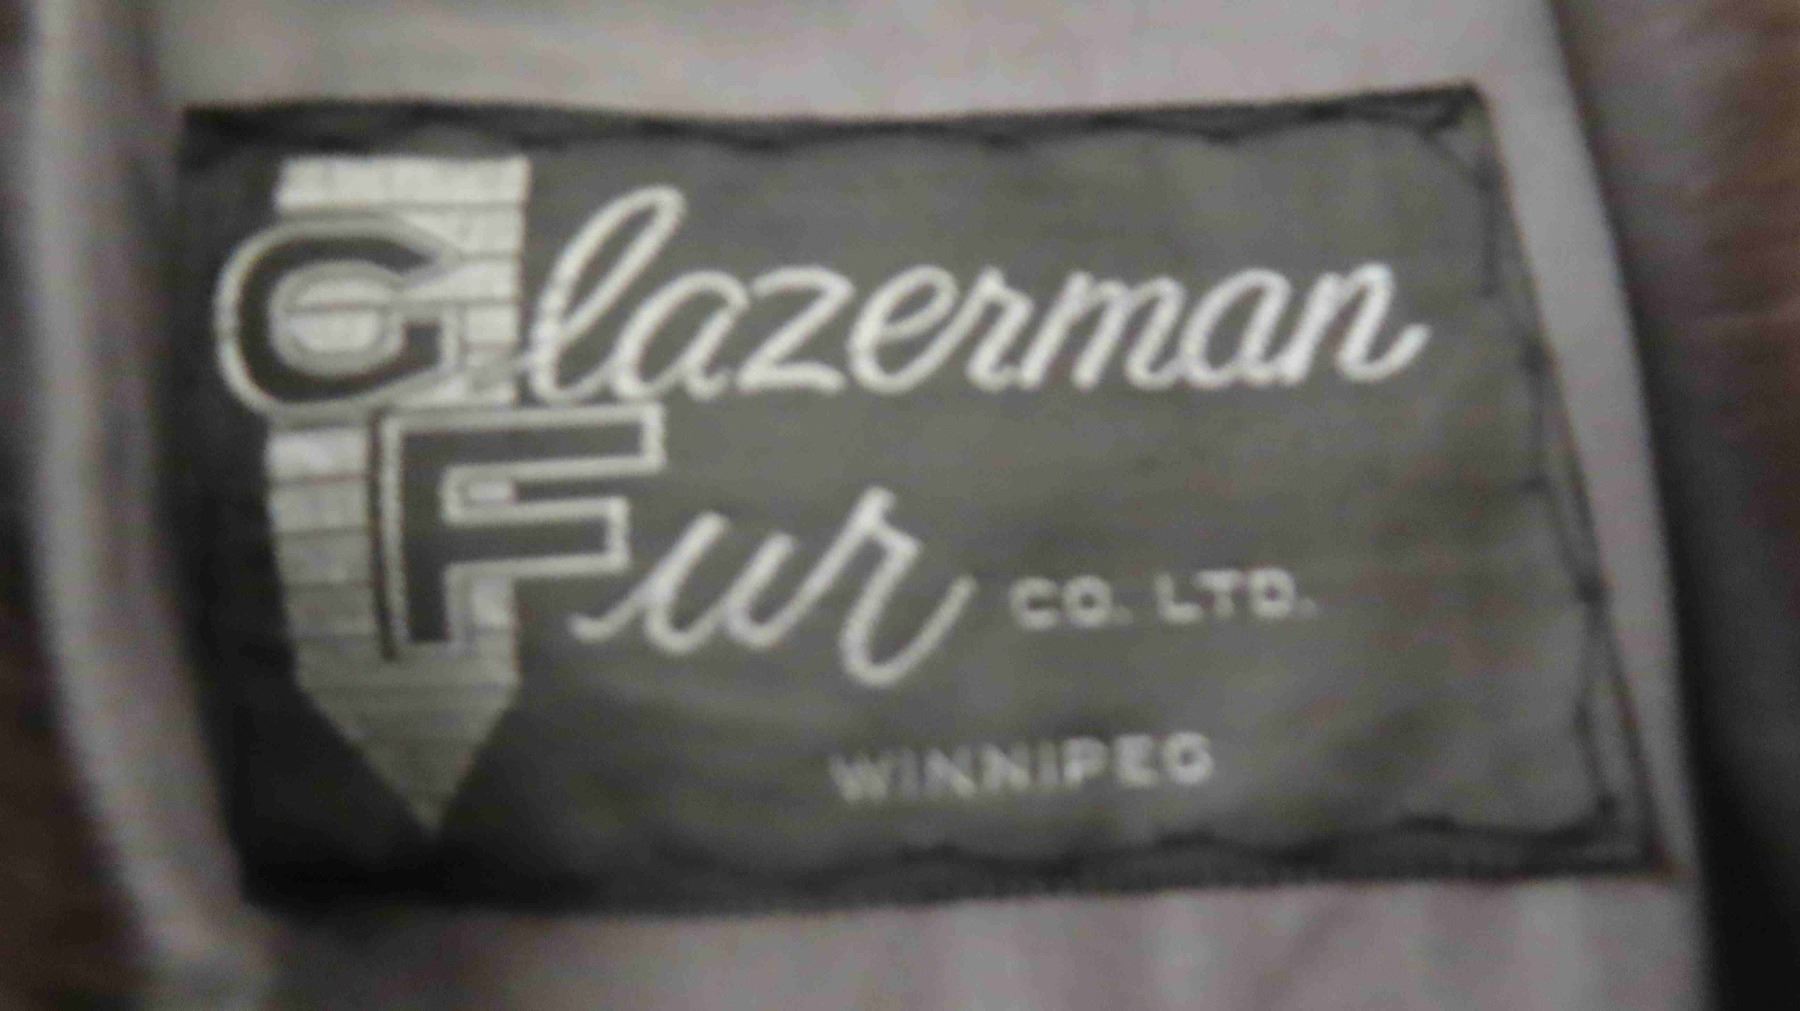 Glazerman
Fur CO. LTD.
WINNIPEG